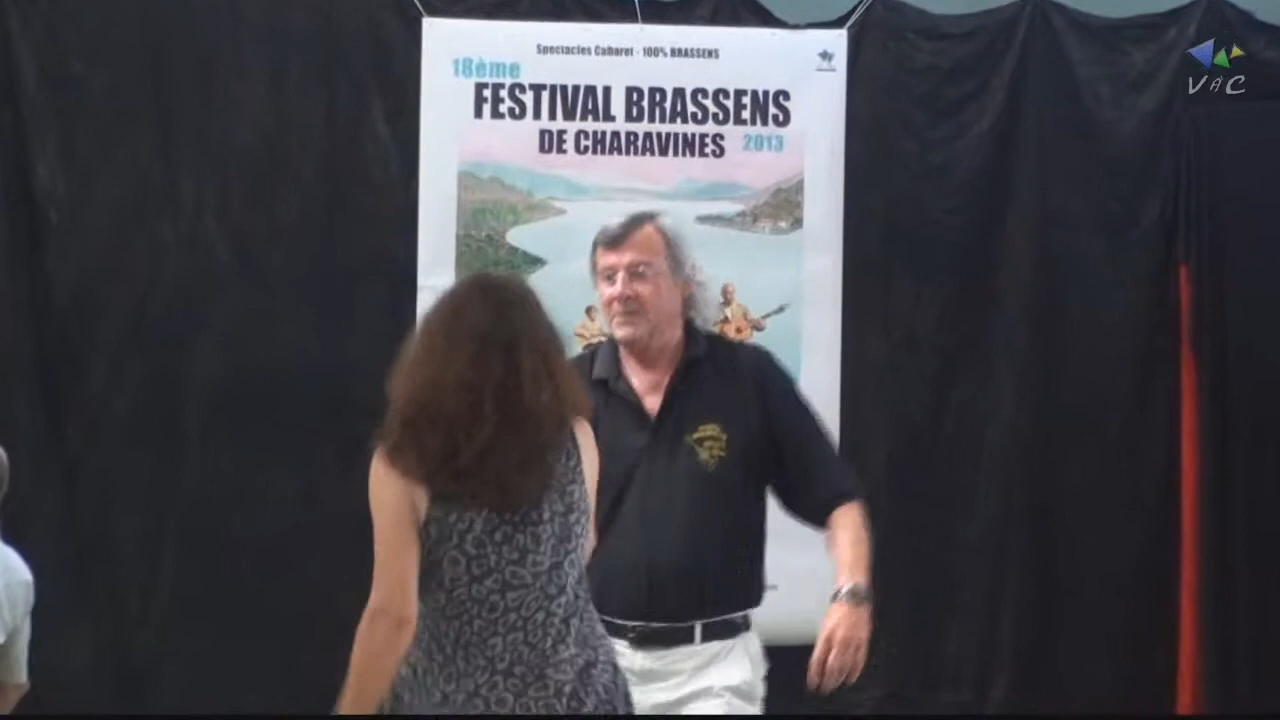 Spectacles Cabaret - 100% BRASSENS
18ème
FESTIVAL BRASSENS
DE CHARAVINES 2013
VAC